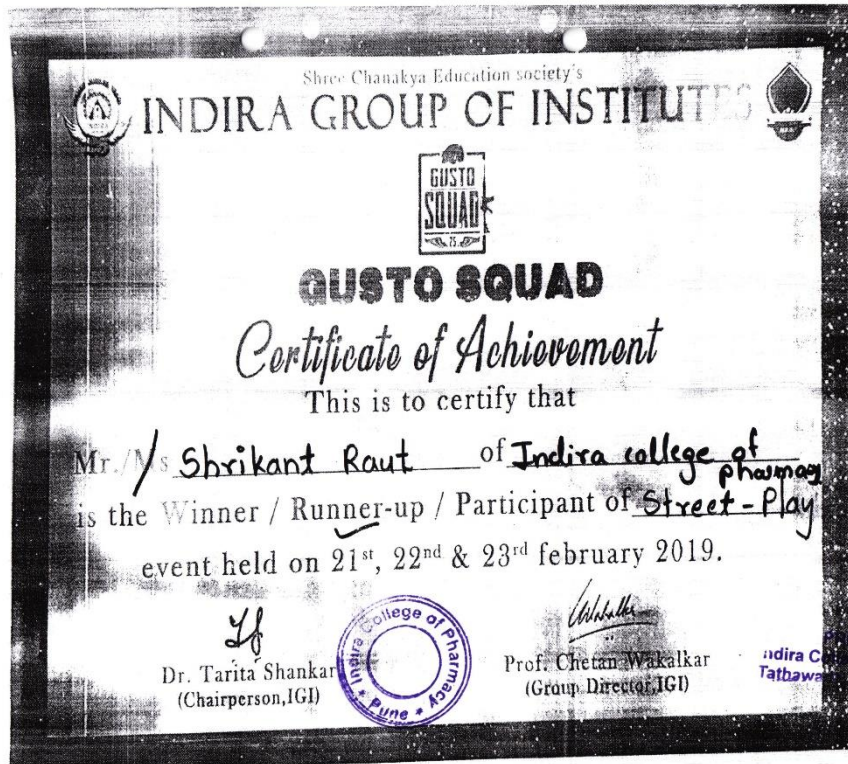 Shree Chanakya Education society's
INDIRA GROUP OF INSTITUTES
GUSTO
SQUAD
25
GUSTO SQUAD
Certificate of Achievement
This is to certify that
Mr./Ms Shrikant Raut of Indira college of pharmacy
is the Winner / Runner-up / Participant of Street-Play
event held on 21st, 22nd & 23rd february 2019.
Dr. Tarita Shankar
(Chairperson,IGI)
Indira College of Pharmacy
* Pune *
Prof. Chetan Wakalkar
(Group Director,IGI)
ndira C
Tathawa